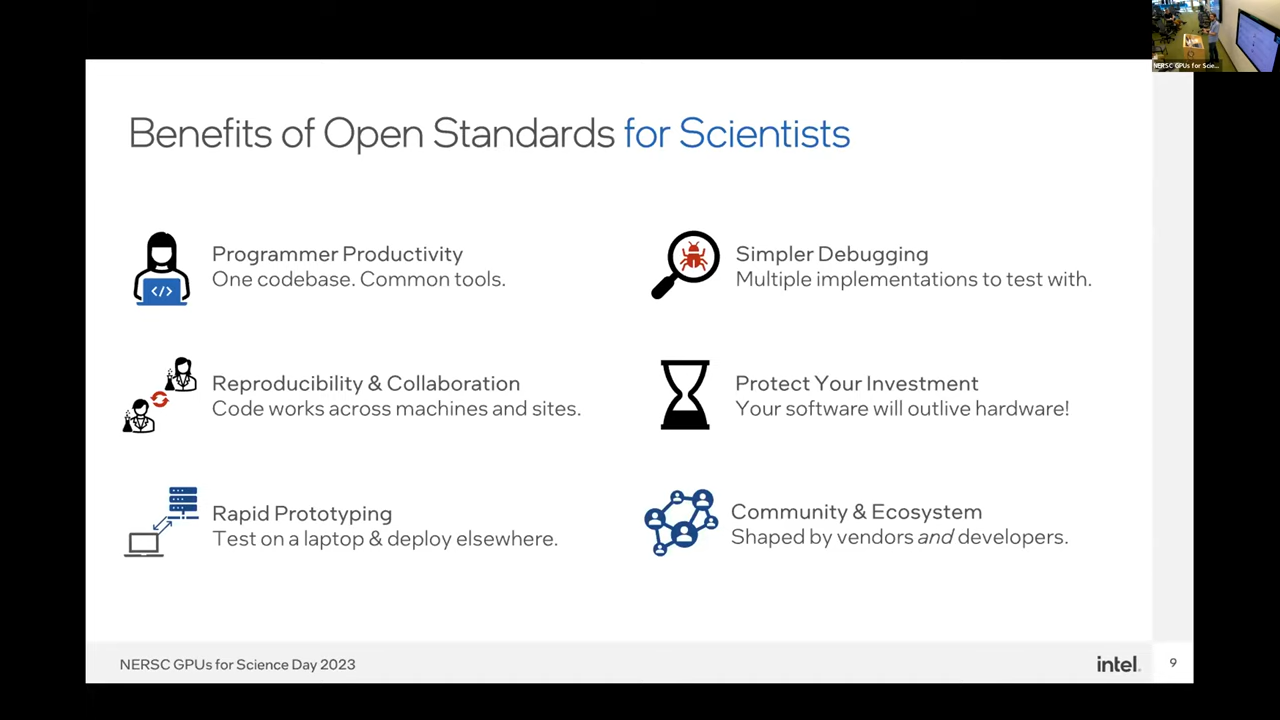 NERSC GPUs for Scie...
Benefits of Open Standards for Scientists
Programmer Productivity
One codebase. Common tools.
Simpler Debugging
Multiple implementations to test with.
Reproducibility & Collaboration
Code works across machines and sites.
Protect Your Investment
Your software will outlive hardware!
Rapid Prototyping
Test on a laptop & deploy elsewhere.
Community & Ecosystem
Shaped by vendors and developers.
</>
NERSC GPUs for Science Day 2023
intel.
9